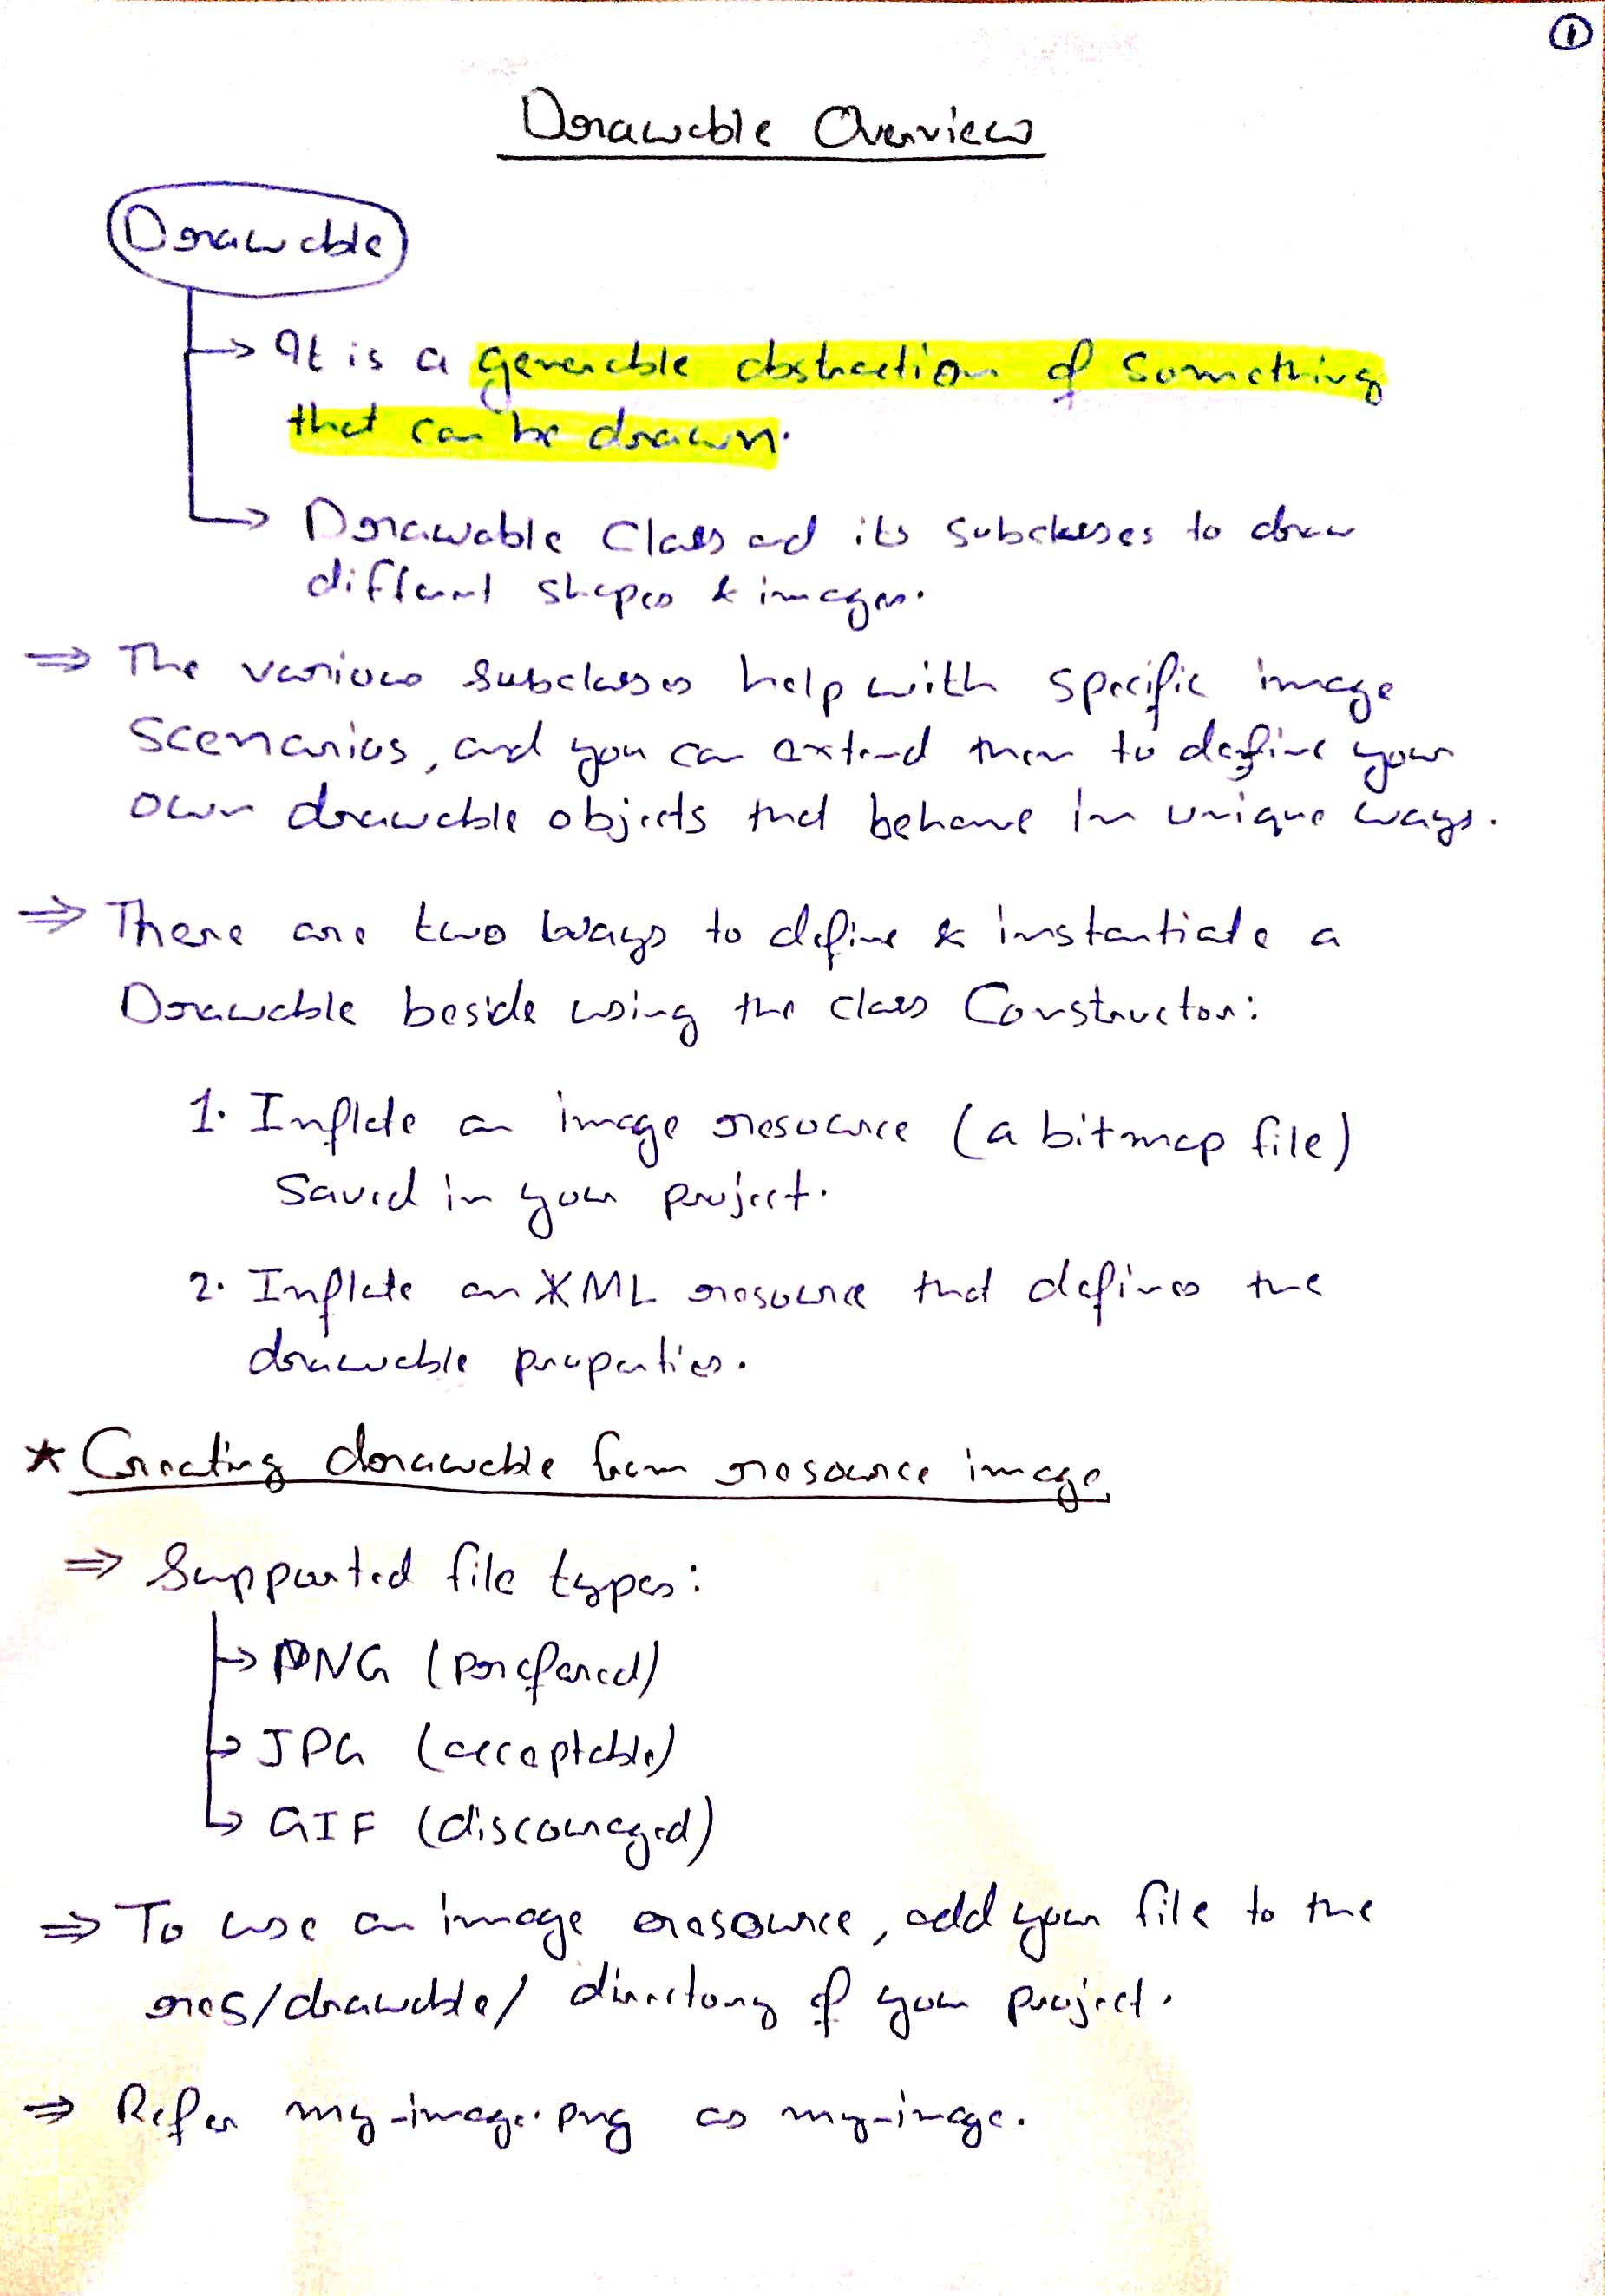 ①
Drawable Overview
Drawable
→ It is a generable abstraction of something
that can be drawn.
→ Drawable Class and its subclasses to draw
different shapes & images.
⇒ The various subclasses help with specific image
scenarios, and you can extend them to define your
own drawable objects that behave in unique ways.
⇒ There are two ways to define & instantiate a
Drawable beside using the class Constructor:
1. Inflate an image resource (a bitmap file)
saved in your project.
2. Inflate an XML resource that defines the
drawable properties.
* Creating drawable from resource image
⇒ Supported file types:
→ PNG (preferred)
→ JPG (acceptable)
→ GIF (discouraged)
⇒ To use an image resource, add your file to the
res/drawable/ directory of your project.
⇒ Refer my-image.png as my-image.